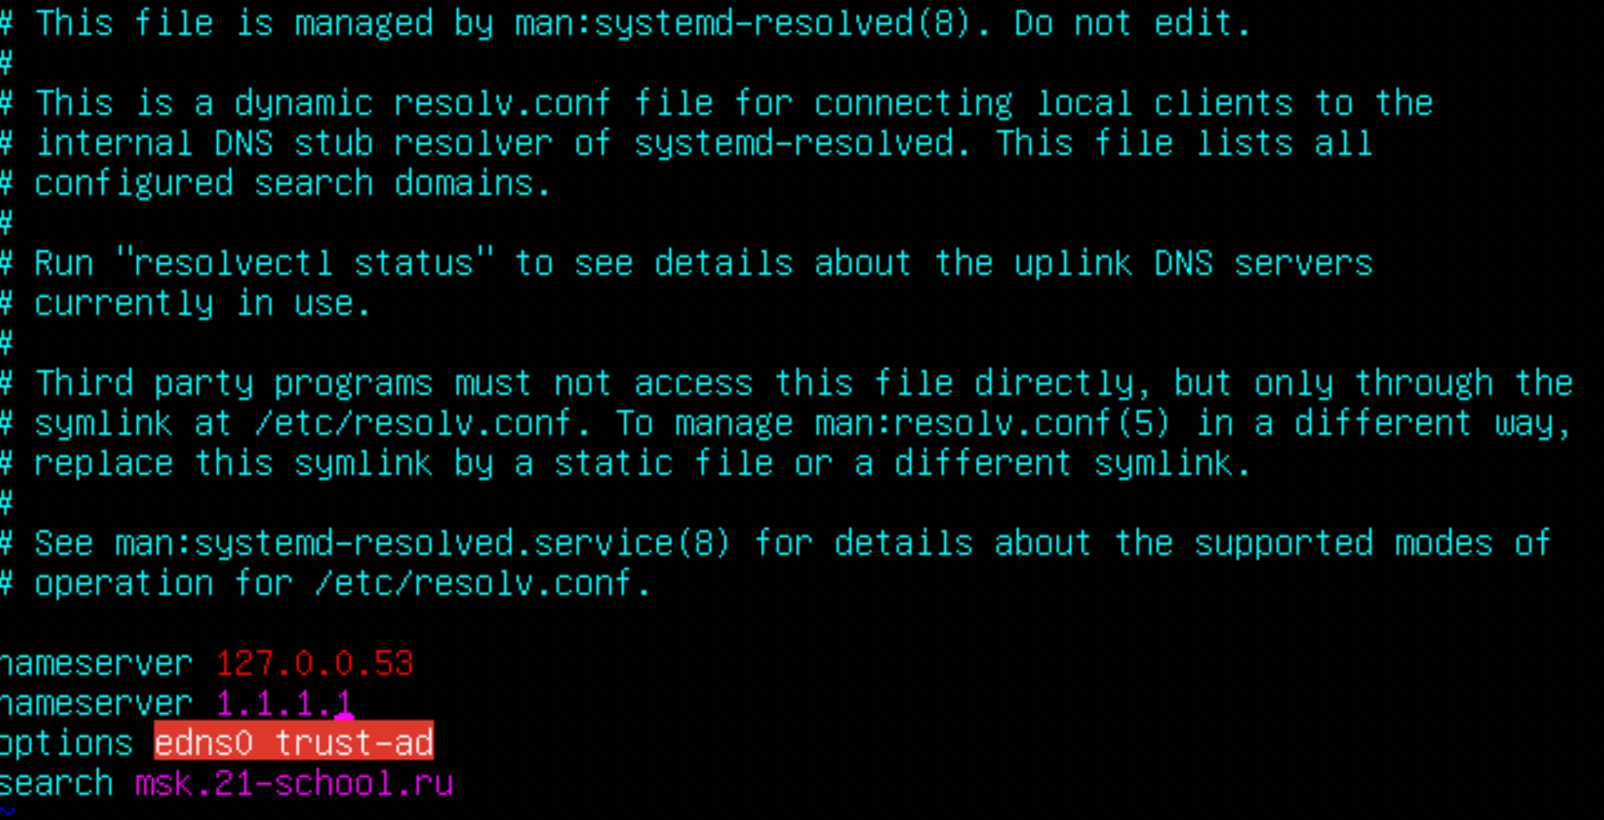 # This file is managed by man:systemd-resolved(8). Do not edit.
#
# This is a dynamic resolv.conf file for connecting local clients to the
# internal DNS stub resolver of systemd-resolved. This file lists all
# configured search domains.
#
# Run "resolvectl status" to see details about the uplink DNS servers
# currently in use.
#
# Third party programs must not access this file directly, but only through the
# symlink at /etc/resolv.conf. To manage man:resolv.conf(5) in a different way,
# replace this symlink by a static file or a different symlink.
#
# See man:systemd-resolved.service(8) for details about the supported modes of
# operation for /etc/resolv.conf.
nameserver 127.0.0.53
nameserver 1.1.1.1
options edns0 trust-ad
search msk.21-school.ru
~